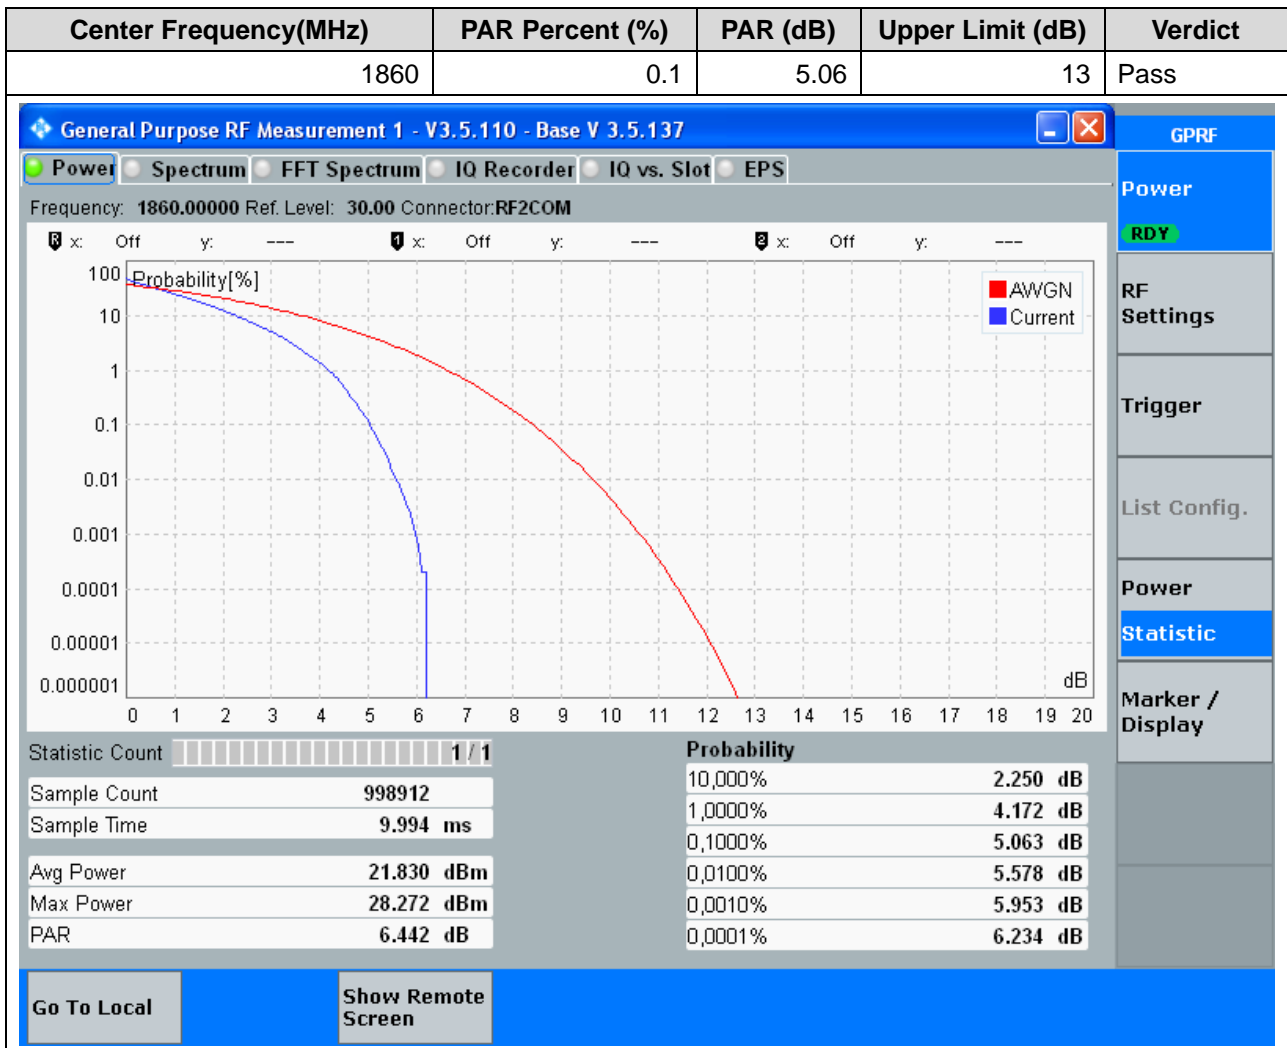 Center Frequency(MHz) PAR Percent (%) PAR (dB) Upper Limit (dB) Verdict
1860 0.1 5.06 13 Pass
General Purpose RF Measurement 1 - V3.5.110 - Base V 3.5.137
GPRF
Power Spectrum FFT Spectrum IQ Recorder IQ vs. Slot EPS
Frequency: 1860.00000 Ref. Level: 30.00 Connector:RF2COM
R x: Off y: --- 1 x: Off y: --- 2 x: Off y: ---
Probability[%]
AWGN
Current
100
10
1
0.1
0.01
0.001
0.0001
0.00001
0.000001
dB
0 1 2 3 4 5 6 7 8 9 10 11 12 13 14 15 16 17 18 19 20
Statistic Count 1 / 1
Sample Count 998912
Sample Time 9.994 ms
Avg Power 21.830 dBm
Max Power 28.272 dBm
PAR 6.442 dB
Probability
10,000% 2.250 dB
1,0000% 4.172 dB
0,1000% 5.063 dB
0,0100% 5.578 dB
0,0010% 5.953 dB
0,0001% 6.234 dB
Power
RDY
RF
Settings
Trigger
List Config.
Power
Statistic
Marker /
Display
Go To Local
Show Remote
Screen